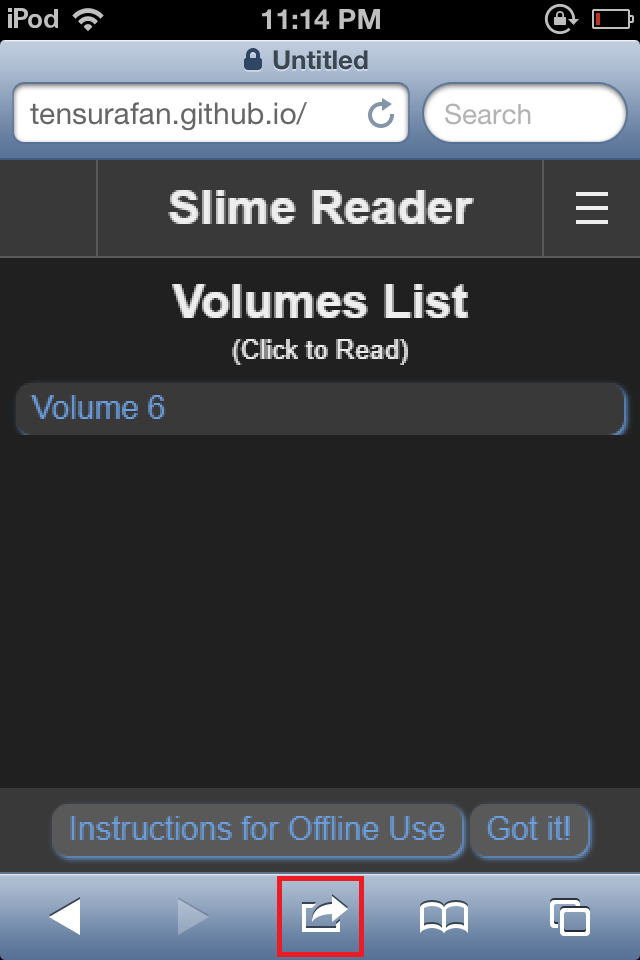 iPod 11:14 PM
Untitled
tensurafan.github.io/ Search
Slime Reader
Volumes List
(Click to Read)
Volume 6
Instructions for Offline Use Got it!